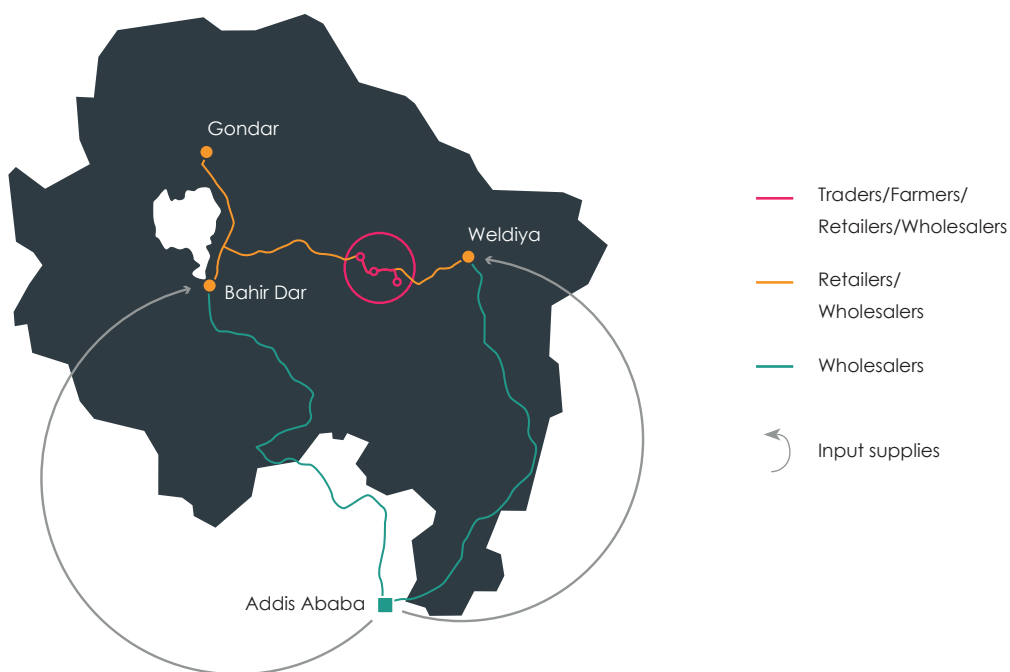 Gondar
Weldiya
Bahir Dar
Addis Ababa
Traders/Farmers/
Retailers/Wholesalers
Retailers/
Wholesalers
Wholesalers
Input supplies